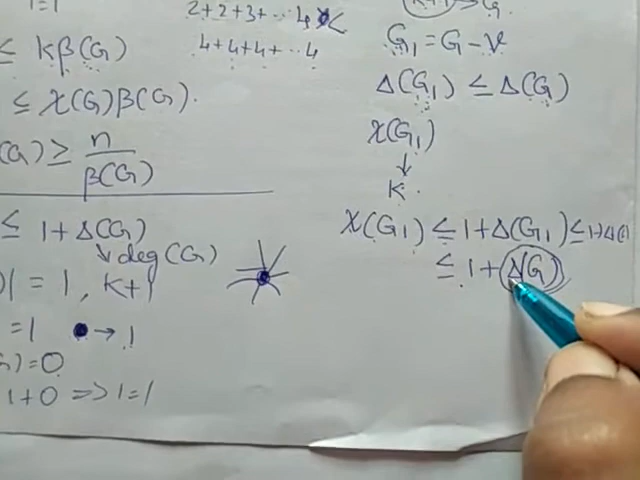 2+2+3+...4
4+4+4+...4
≤ Kβ(G)
≤ χ(G)β(G).
≥ n/β(G)
≤ 1+Δ(G)
↘deg(G)
| = 1, K+1
=1 ● → 1
)=0
1+0 => 1=1
G₁ = G - V
Δ(G₁) ≤ Δ(G)
χ(G₁)
↓
K.
χ(G₁) ≤ 1+Δ(G₁) ≤ 1+Δ(
≤ 1+Δ(G)